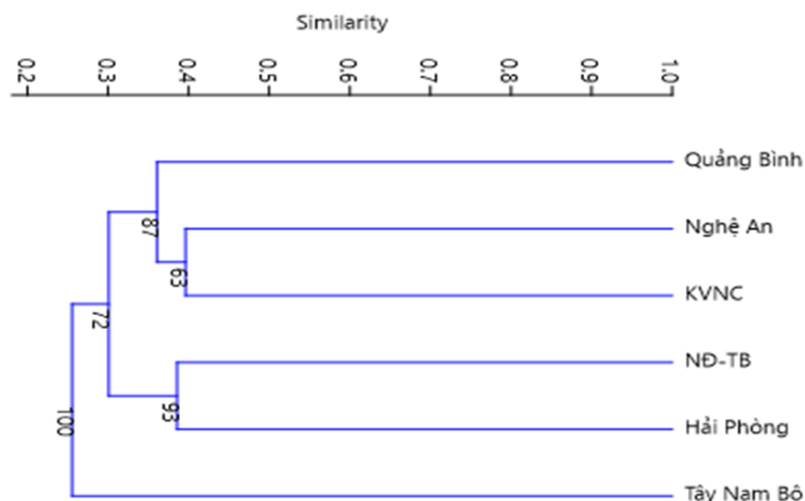 Similarity
0.2 0.3 0.4 0.5 0.6 0.7 0.8 0.9 1.0
Quảng Bình
87
Nghệ An
63
KVNC
72
NĐ-TB
93
Hải Phòng
100
Tây Nam Bộ